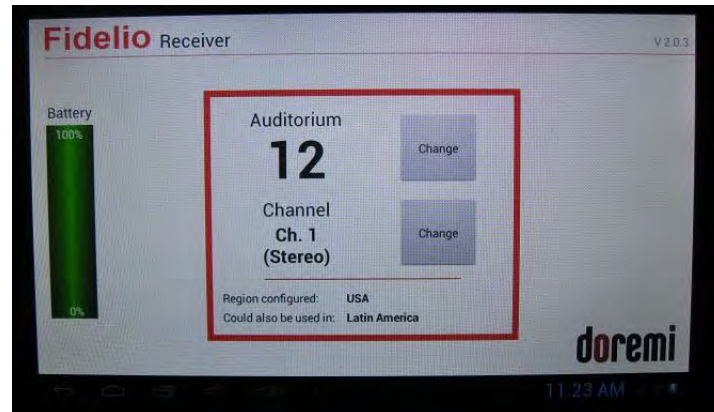 Fidelio Receiver
V 2.0.3
Battery
100%
0%
Auditorium
12
Change
Channel
Ch. 1
(Stereo)
Change
Region configured: USA
Could also be used in: Latin America
doremi
11:23 AM